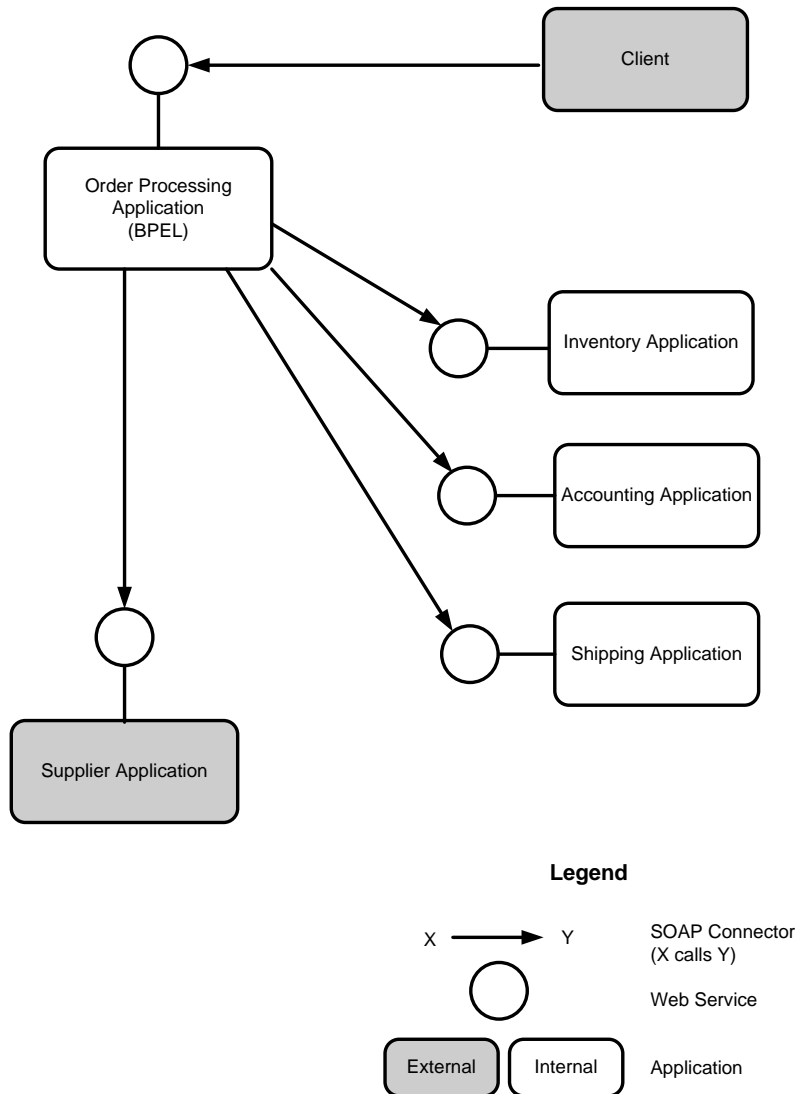 Client
Order Processing
Application
(BPEL)
Inventory Application
Accounting Application
Shipping Application
Supplier Application
Legend
X
Y
SOAP Connector
(X calls Y)
Web Service
External
Internal
Application